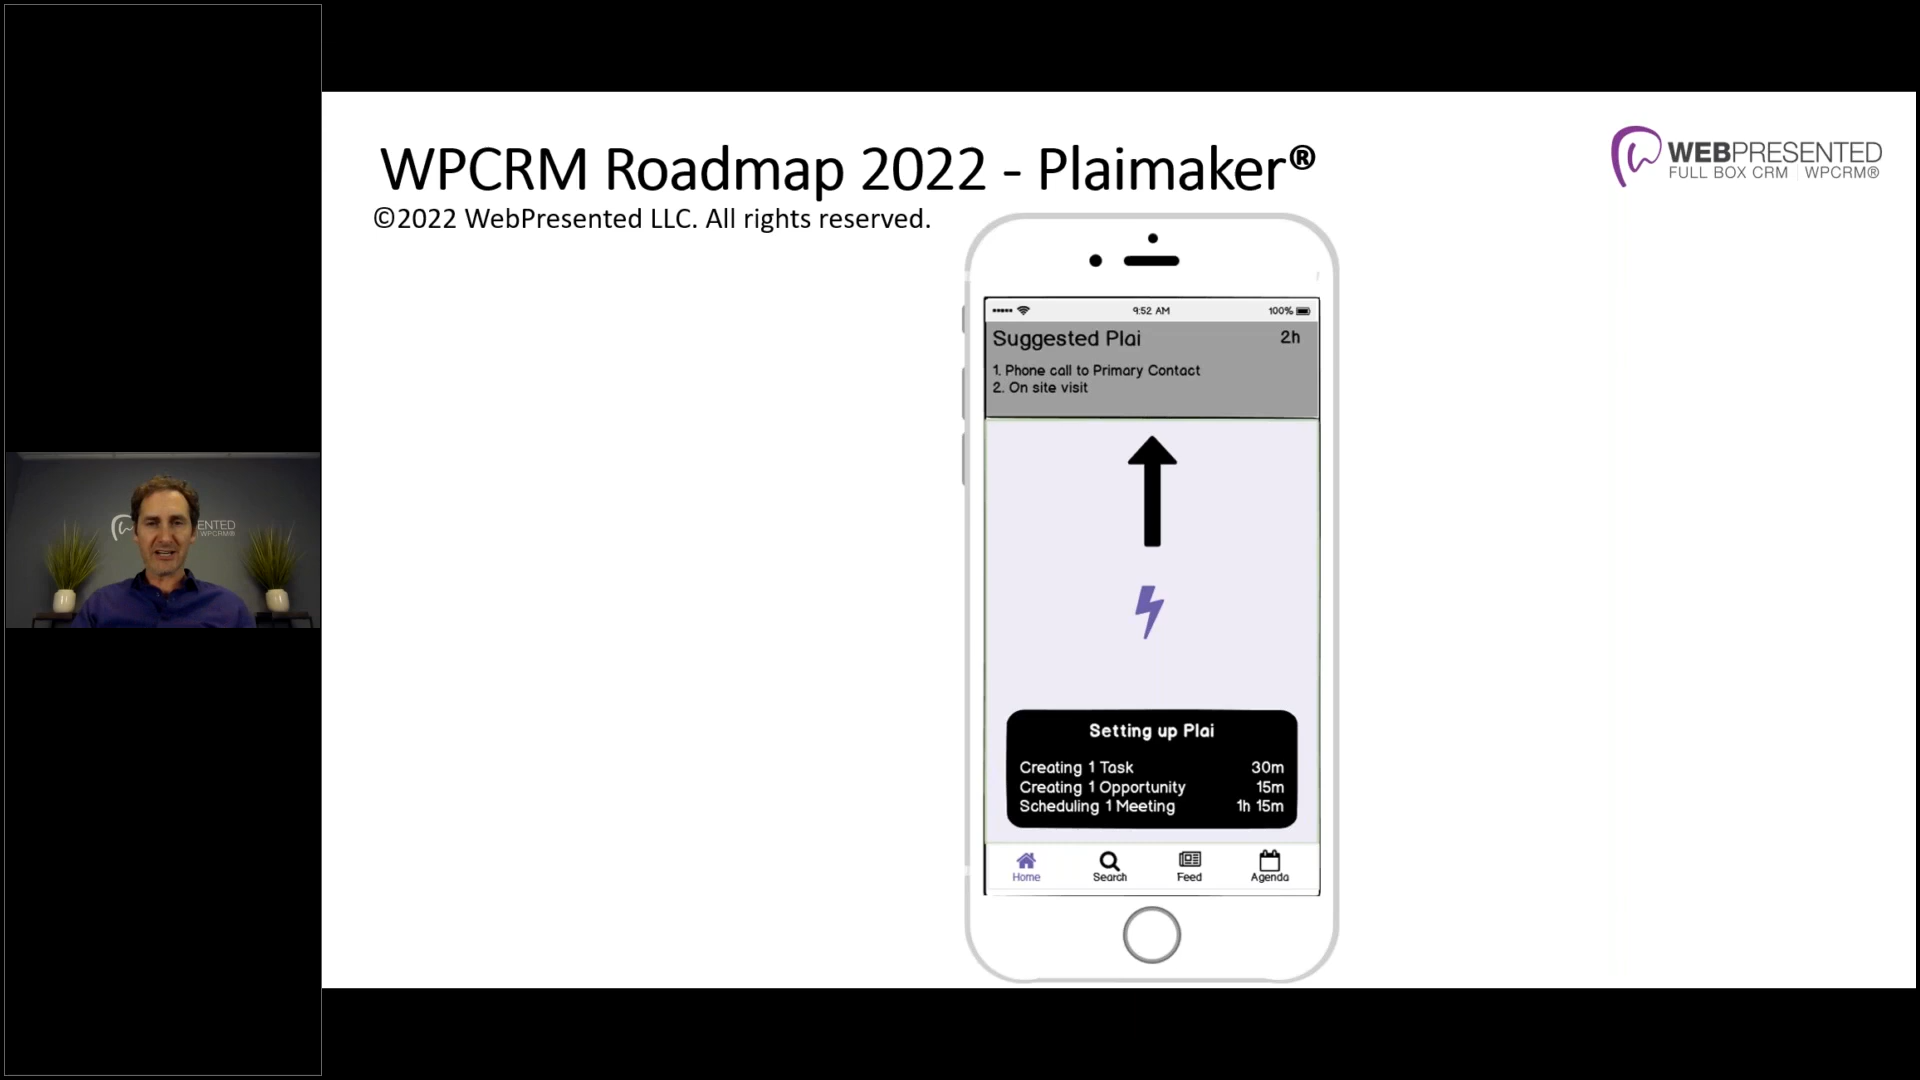 WPCRM Roadmap 2022 - Plaimaker®
©2022 WebPresented LLC. All rights reserved.
WEBPRESENTED
FULL BOX CRM | WPCRM®
9:52 AM
100%
Suggested Plai
2h
1. Phone call to Primary Contact
2. On site visit
Setting up Plai
Creating 1 Task
30m
Creating 1 Opportunity
15m
Scheduling 1 Meeting
1h 15m
Home
Search
Feed
Agenda
ENTED
WPCRM®